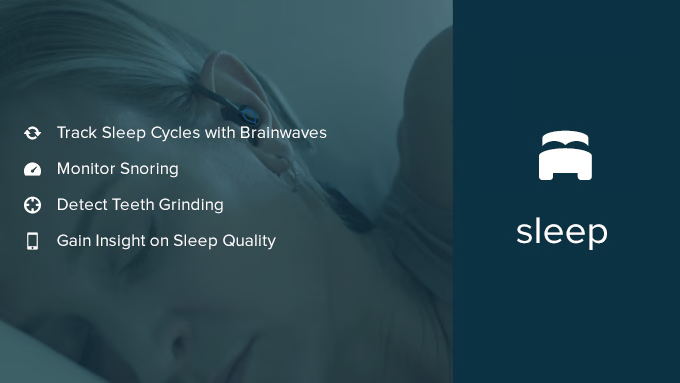 Track Sleep Cycles with Brainwaves
Monitor Snoring
Detect Teeth Grinding
Gain Insight on Sleep Quality
sleep